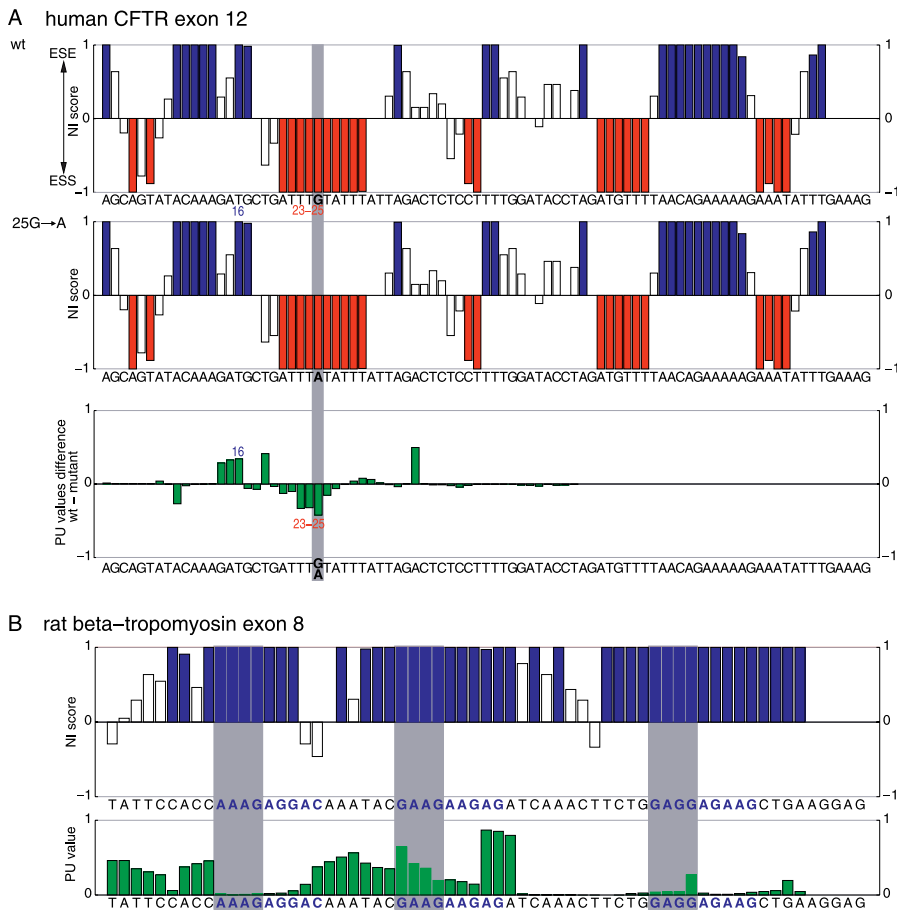 A human CFTR exon 12
wt
ESE
ESS
NI score
1
0
−1
1
0
−1
AGCAGTATACAAAGATGCTGATTTGTATTTATTAGACTCTCCTTTTGGATACCTAGATGTTTTAACAGAAAAAGAAATATTTGAAAG
16
23−25
25G→A
NI score
1
0
−1
1
0
−1
AGCAGTATACAAAGATGCTGATTTATATTTATTAGACTCTCCTTTTGGATACCTAGATGTTTTAACAGAAAAAGAAATATTTGAAAG
PU values difference
wt − mutant
1
0
−1
1
0
−1
16
23−25
AGCAGTATACAAAGATGCTGATTTGTATTTATTAGACTCTCCTTTTGGATACCTAGATGTTTTAACAGAAAAAGAAATATTTGAAAG
A
B rat beta−tropomyosin exon 8
NI score
1
0
−1
1
0
−1
TATTCCACCAAAGAGGACAAATACGAAGAAGAGATCAAACTTCTGGAGGAGAAGCTGAAGGAG
PU value
1
0
1
0
TATTCCACCAAAGAGGACAAATACGAAGAAGAGATCAAACTTCTGGAGGAGAAGCTGAAGGAG